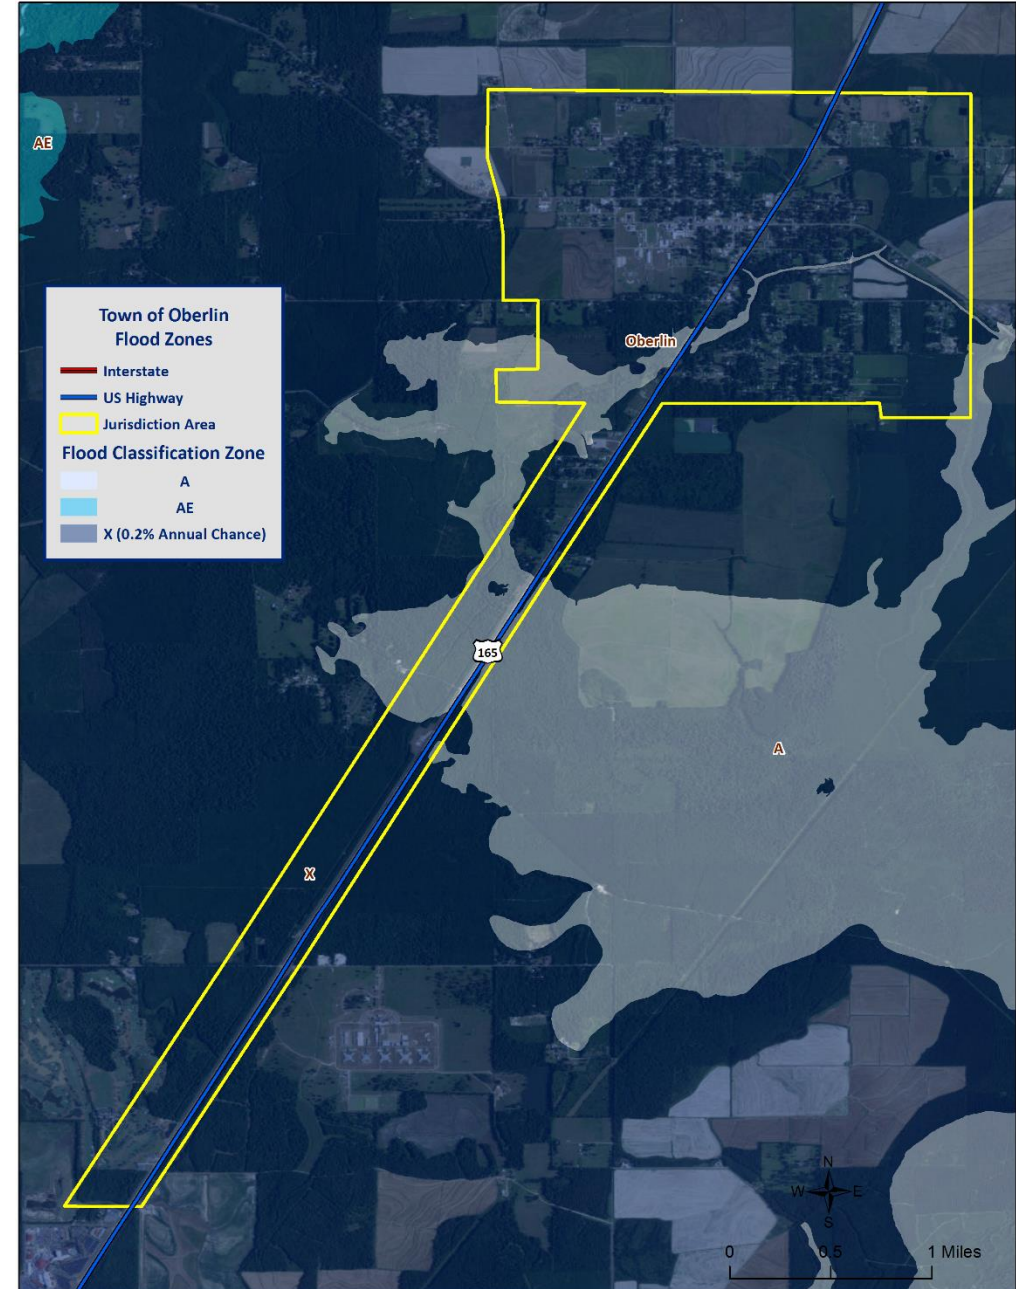 AE
Town of Oberlin
Flood Zones
Interstate
US Highway
Jurisdiction Area
Flood Classification Zone
A
AE
X (0.2% Annual Chance)
Oberlin
165
A
X
N
W E
S
0 0.5 1 Miles